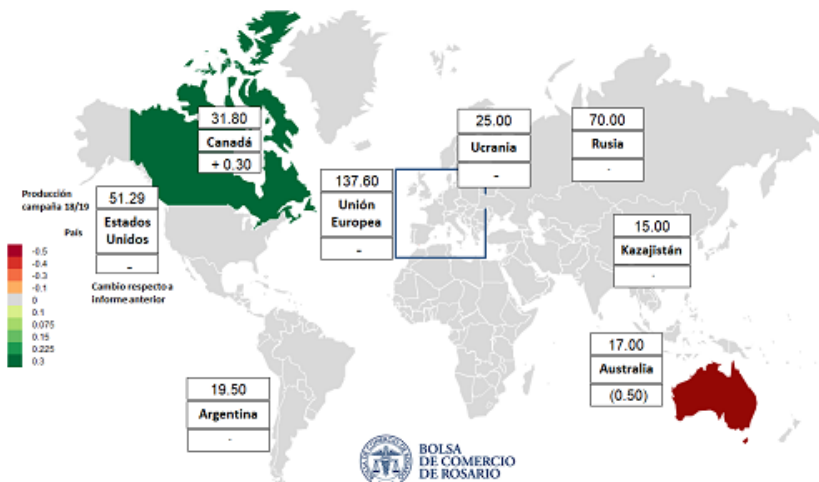 31.80
Canadá
+ 0.30
25.00
Ucrania
-
70.00
Rusia
-
137.60
Unión
Europea
-
Producción
campaña 18/19
País
51.29
Estados
Unidos
-
Cambio respecto a
informe anterior
-0.5
-0.4
-0.3
-0.1
0
0.1
0.075
0.15
0.225
0.3
15.00
Kazajistán
-
17.00
Australia
(0.50)
19.50
Argentina
-
BOLSA
DE COMERCIO
DE ROSARIO